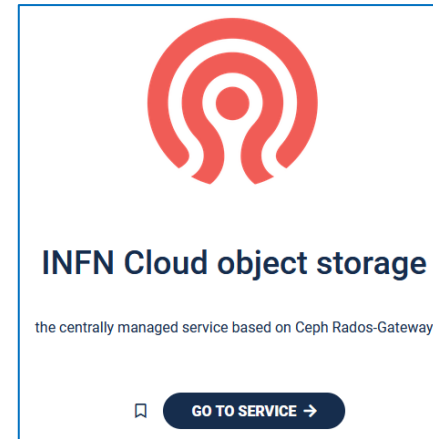 INFN Cloud object storage
the centrally managed service based on Ceph Rados-Gateway
GO TO SERVICE →